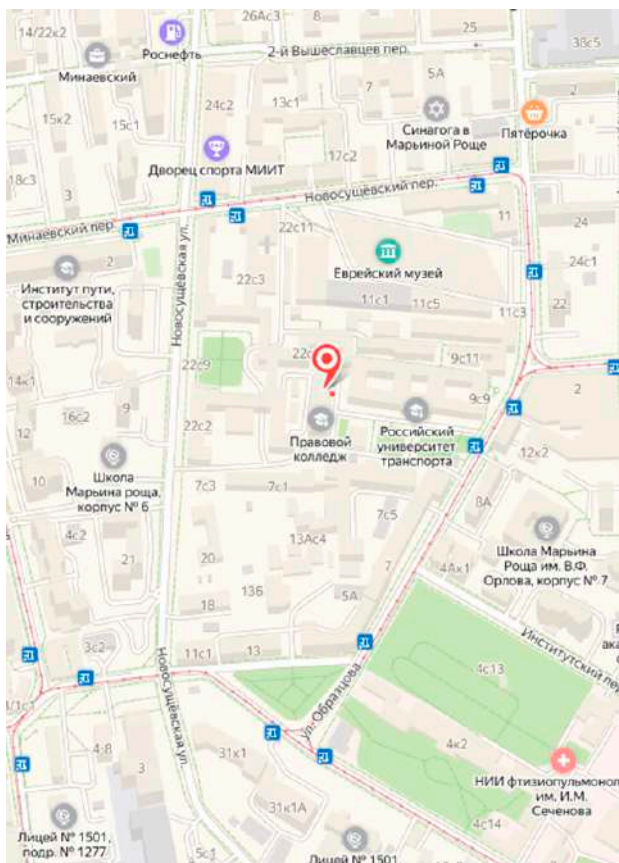 26Ас3
8
14/22к2
Роснефть
2-й Вышеславцев пер.
38с5
Минаевский
7
5А
2
24с2
13с1
15к2
15с1
Синагога в
Марьиной Роще
Пятёрочка
17с2
Дворец спорта МИИТ
18с3
3
Новосущёвский пер.
11
24
Минаевский пер.
22с11
2
Еврейский музей
24с1
Институт пути,
строительства
и сооружений
Новосущёвская ул.
22с3
11с1
11с5
11с3
22
22с9
9с11
14к1
9
16с2
9с9
2
12
22с2
Правовой
колледж
Российский
университет
транспорта
12к2
10
Школа
Марьина роща,
корпус № 6
7с3
7с1
8А
4с2
7с5
13Ас4
Школа Марьина
Роща им. В.Ф.
Орлова, корпус № 7
21
20
7
4Ак1
136
5А
18
Институтский пер.
3с2
11с1
13
4с13
Новосущёвская ул.
ул. Образцова
4-8
3
31к1
4к2
НИИ фтизиопульмонол
им. И.М.
Сеченова
31к1А
Лицей № 1501,
подр. № 1277
5с1
4с14
Лицей № 1501